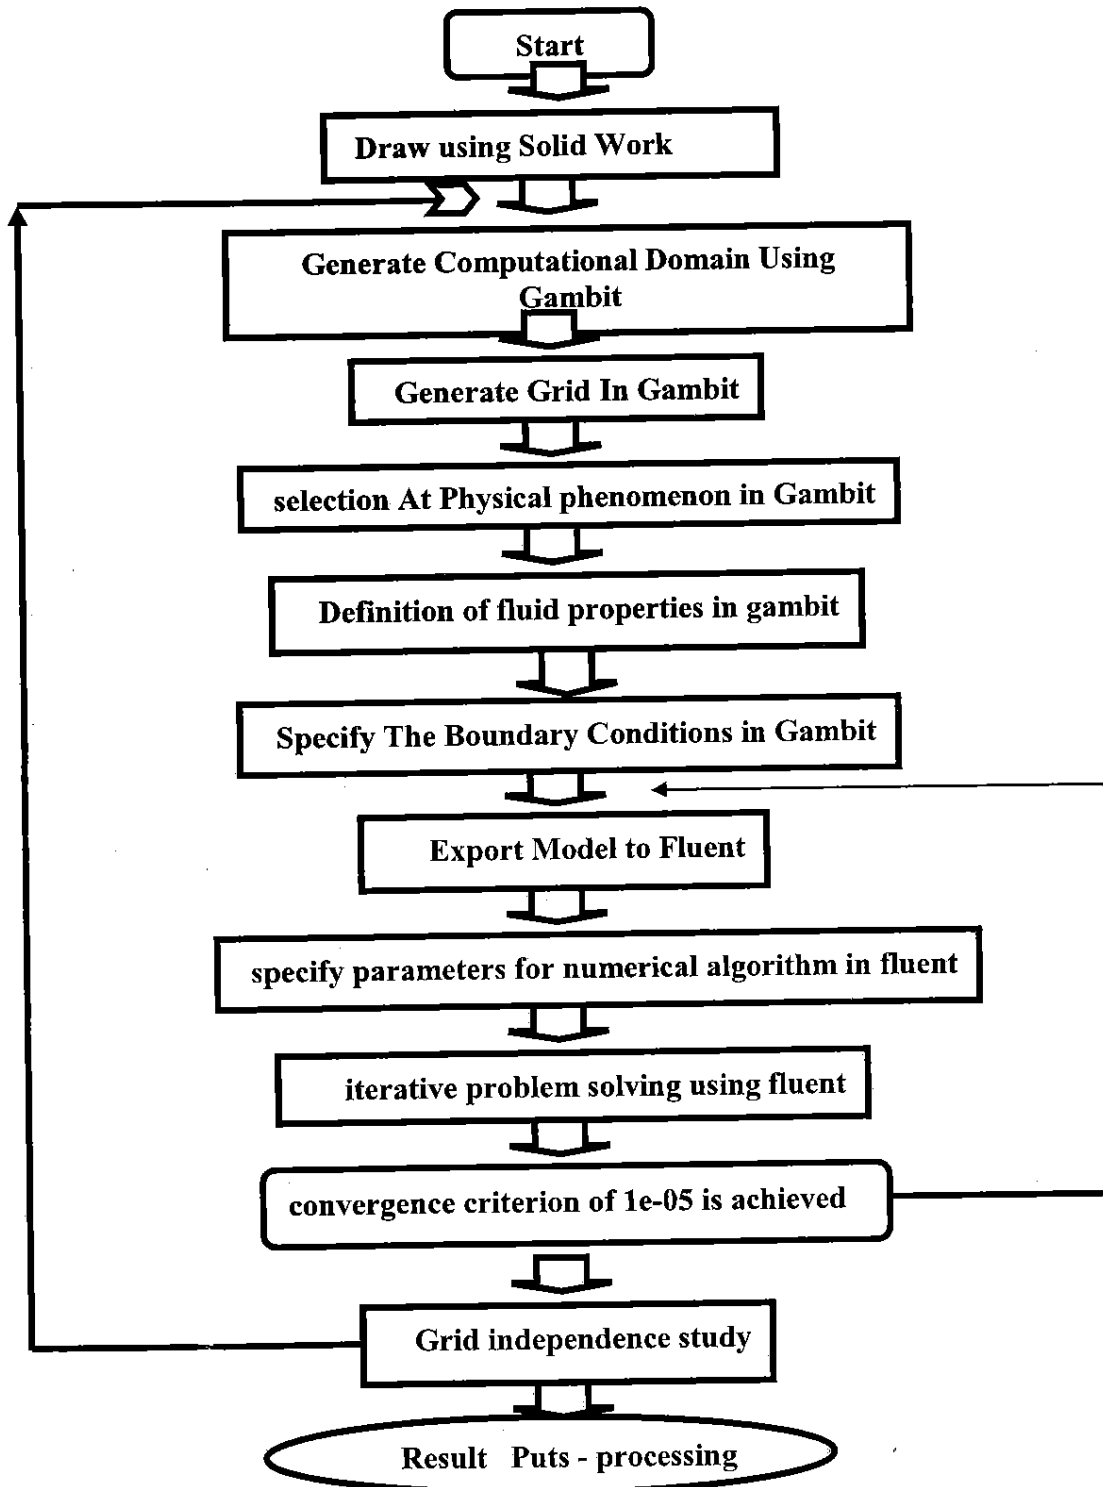 Start
Draw using Solid Work
Generate Computational Domain Using
Gambit
Generate Grid In Gambit
selection At Physical phenomenon in Gambit
Definition of fluid properties in gambit
Specify The Boundary Conditions in Gambit
Export Model to Fluent
specify parameters for numerical algorithm in fluent
iterative problem solving using fluent
convergence criterion of 1e-05 is achieved
Grid independence study
Result Puts - processing